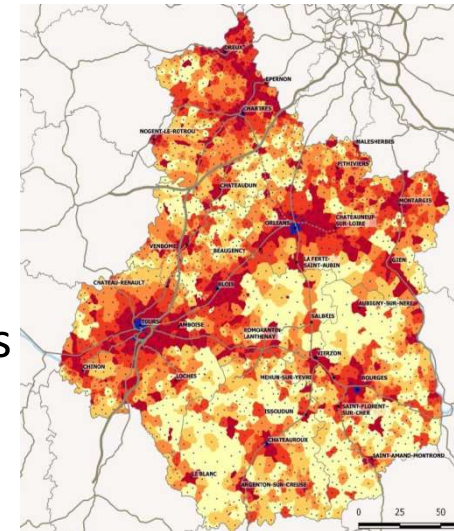 DREUX
EPERNON
CHARTRES
NOGENT-LE-ROTROU
MALESHERBES
PITHIVIERS
CHATEAUDUN
MONTARGIS
ORLEANS
CHATEAUNEUF
SUR-LOIRE
VENDOME
BEAUGENCY
LA FERTE-
SAINT-AUBIN
GIEN
CHATEAU-RENAULT
BLOIS
AUBIGNY-SUR-NERE
s
TOURS
AMBOISE
SALBRIS
ROMORANTIN-
LANTHENAY
VIERZON
CHINON
LOCHES
MEHUN-SUR-YEVRE
BOURGES
ISSOUDUN
SAINT-FLORENT-
SUR-CHER
CHATEAUROUX
SAINT-AMAND-MONTROND
LE BLANC
ARGENTON-SUR-CREUSE
0 25 50